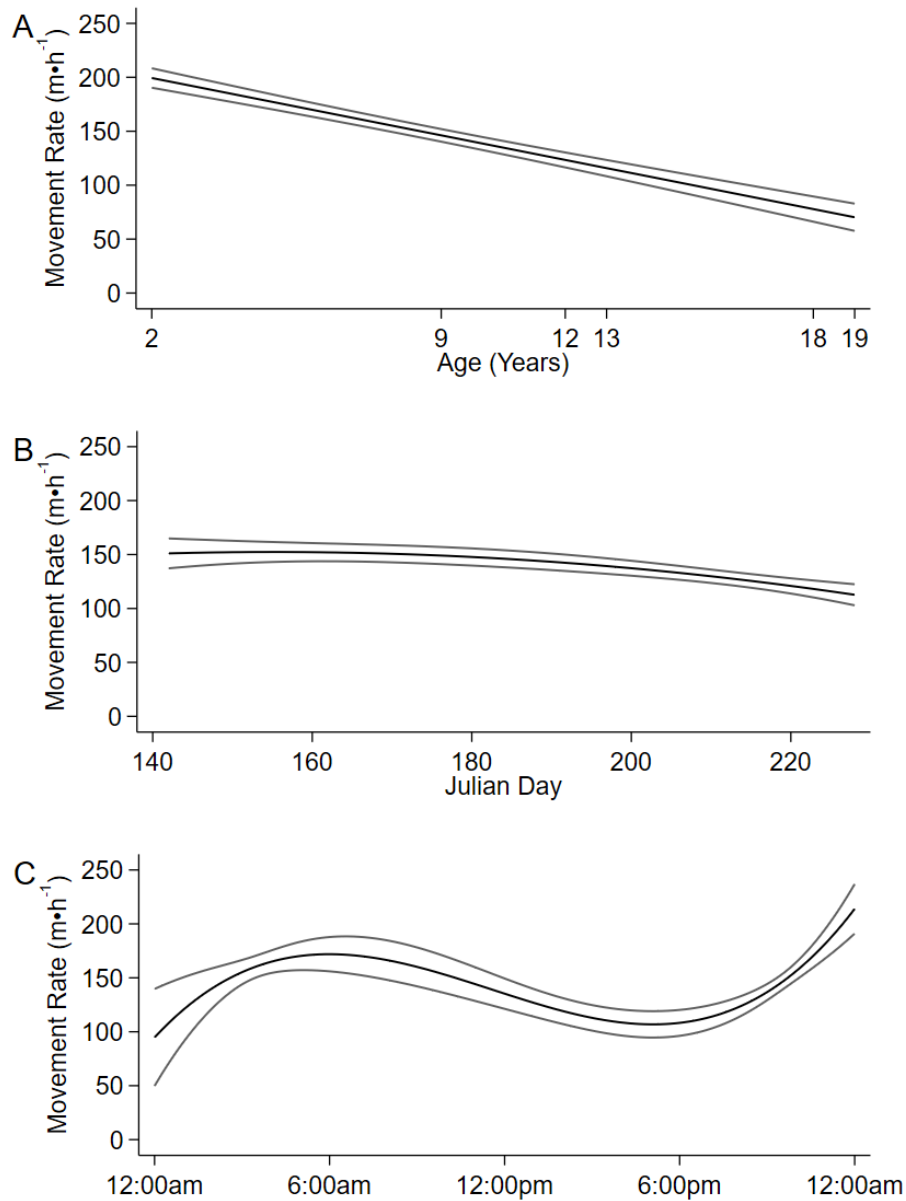 A
Movement Rate (m•h⁻¹)
250
200
150
100
50
0
2 9 12 13 18 19
Age (Years)
B
Movement Rate (m•h⁻¹)
250
200
150
100
50
0
140 160 180 200 220
Julian Day
C
Movement Rate (m•h⁻¹)
250
200
150
100
50
0
12:00am 6:00am 12:00pm 6:00pm 12:00am